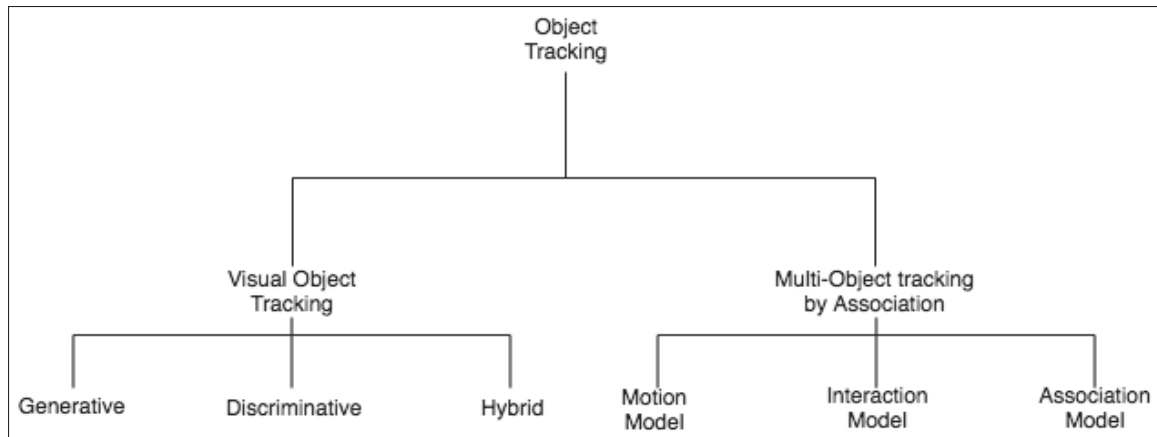 Object
Tracking
Visual Object
Tracking
Multi-Object tracking
by Association
Generative
Discriminative
Hybrid
Motion
Model
Interaction
Model
Association
Model